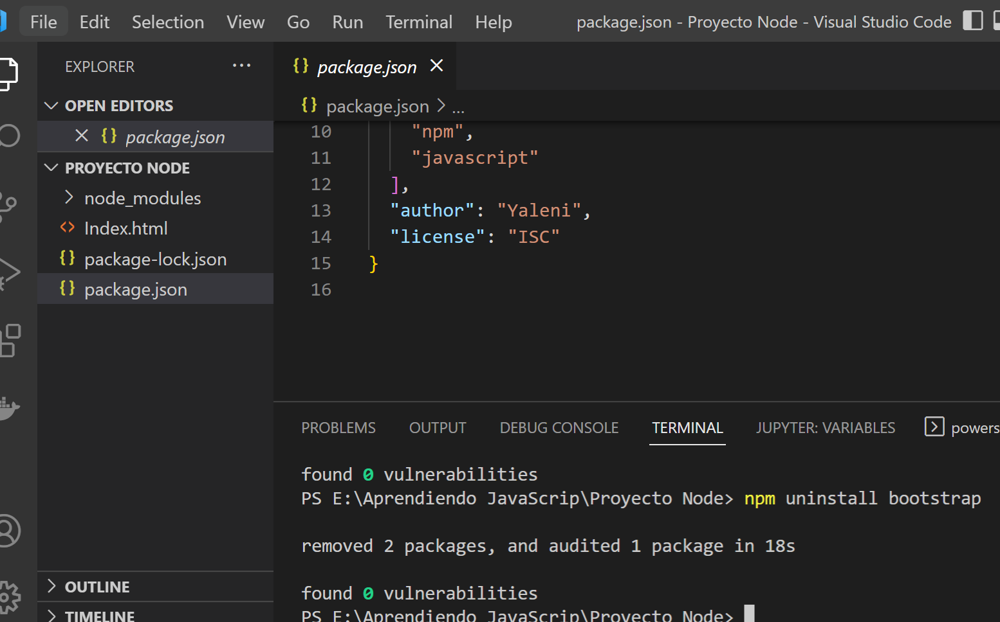 File Edit Selection View Go Run Terminal Help package.json - Proyecto Node - Visual Studio Code
EXPLORER ...
OPEN EDITORS
{} package.json
PROYECTO NODE
node_modules
<> Index.html
{} package-lock.json
{} package.json
OUTLINE
TIMELINE
{} package.json
{} package.json > ...
10 "npm",
11 "javascript"
12 ],
13 "author": "Yaleni",
14 "license": "ISC"
15 }
16
PROBLEMS OUTPUT DEBUG CONSOLE TERMINAL JUPYTER: VARIABLES powers
found 0 vulnerabilities
PS E:\Aprendiendo JavaScrip\Proyecto Node> npm uninstall bootstrap
removed 2 packages, and audited 1 package in 18s
found 0 vulnerabilities
PS E:\Aprendiendo JavaScrip\Proyecto Node>